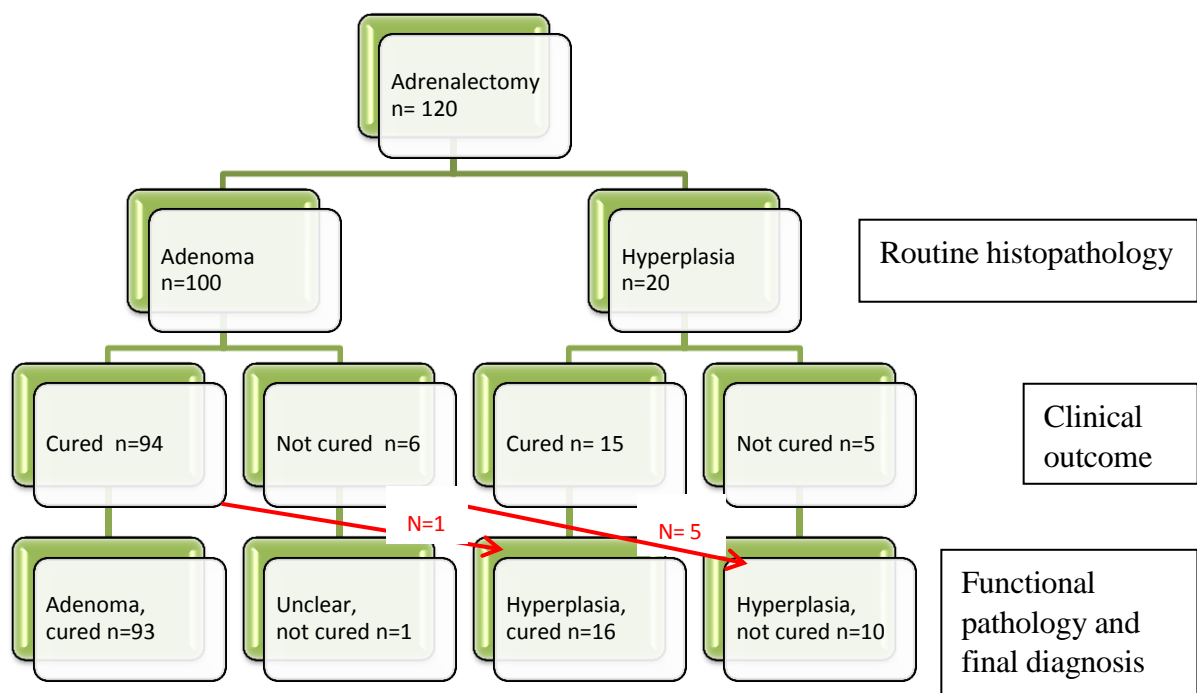 Adrenalectomy
n= 120
Adenoma
n=100
Hyperplasia
n=20
Routine histopathology
Cured n=94
Not cured n=6
Cured n= 15
Not cured n=5
Clinical
outcome
N=1
N= 5
Adenoma,
cured n=93
Unclear,
not cured n=1
Hyperplasia,
cured n=16
Hyperplasia,
not cured n=10
Functional
pathology and
final diagnosis